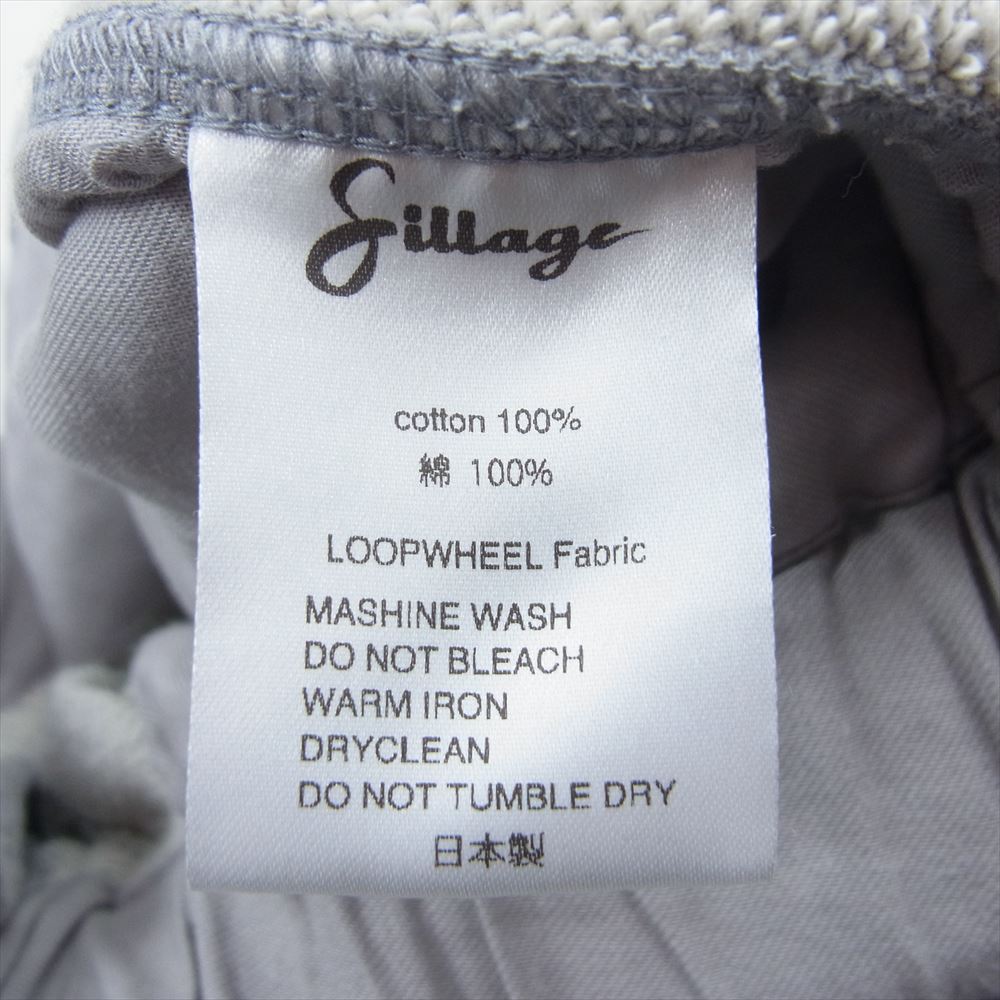 Sillage
cotton 100%
綿 100%
LOOPWHEEL Fabric
MASHINE WASH
DO NOT BLEACH
WARM IRON
DRYCLEAN
DO NOT TUMBLE DRY
日本製